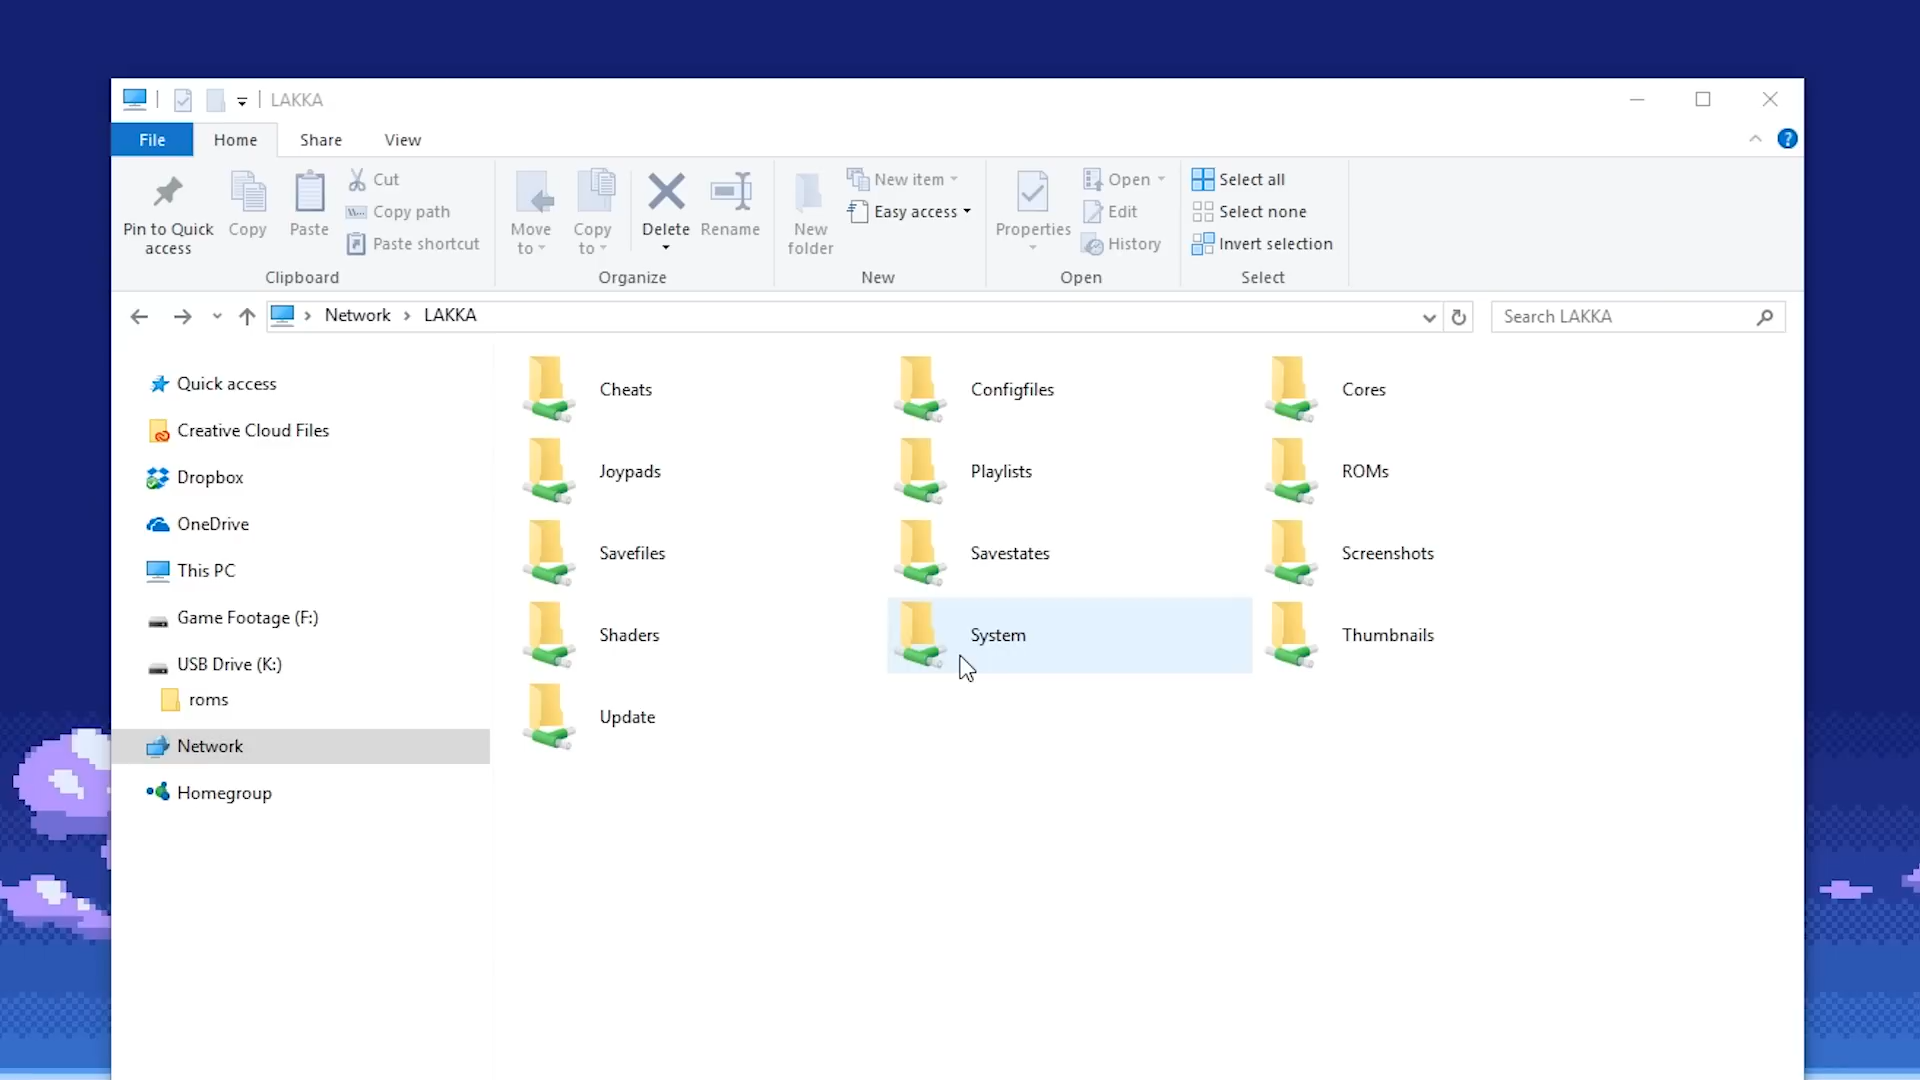 LAKKA
File Home Share View
Pin to Quick access
Copy
Paste
Cut
Copy path
Paste shortcut
Clipboard
Move to
Copy to
Delete
Rename
Organize
New folder
New item
Easy access
New
Properties
Open
Edit
History
Open
Select all
Select none
Invert selection
Select
Network LAKKA
Search LAKKA
Quick access
Creative Cloud Files
Dropbox
OneDrive
This PC
Game Footage (F:)
USB Drive (K:)
roms
Network
Homegroup
Cheats Configfiles Cores
Joypads Playlists ROMs
Savefiles Savestates Screenshots
Shaders System Thumbnails
Update